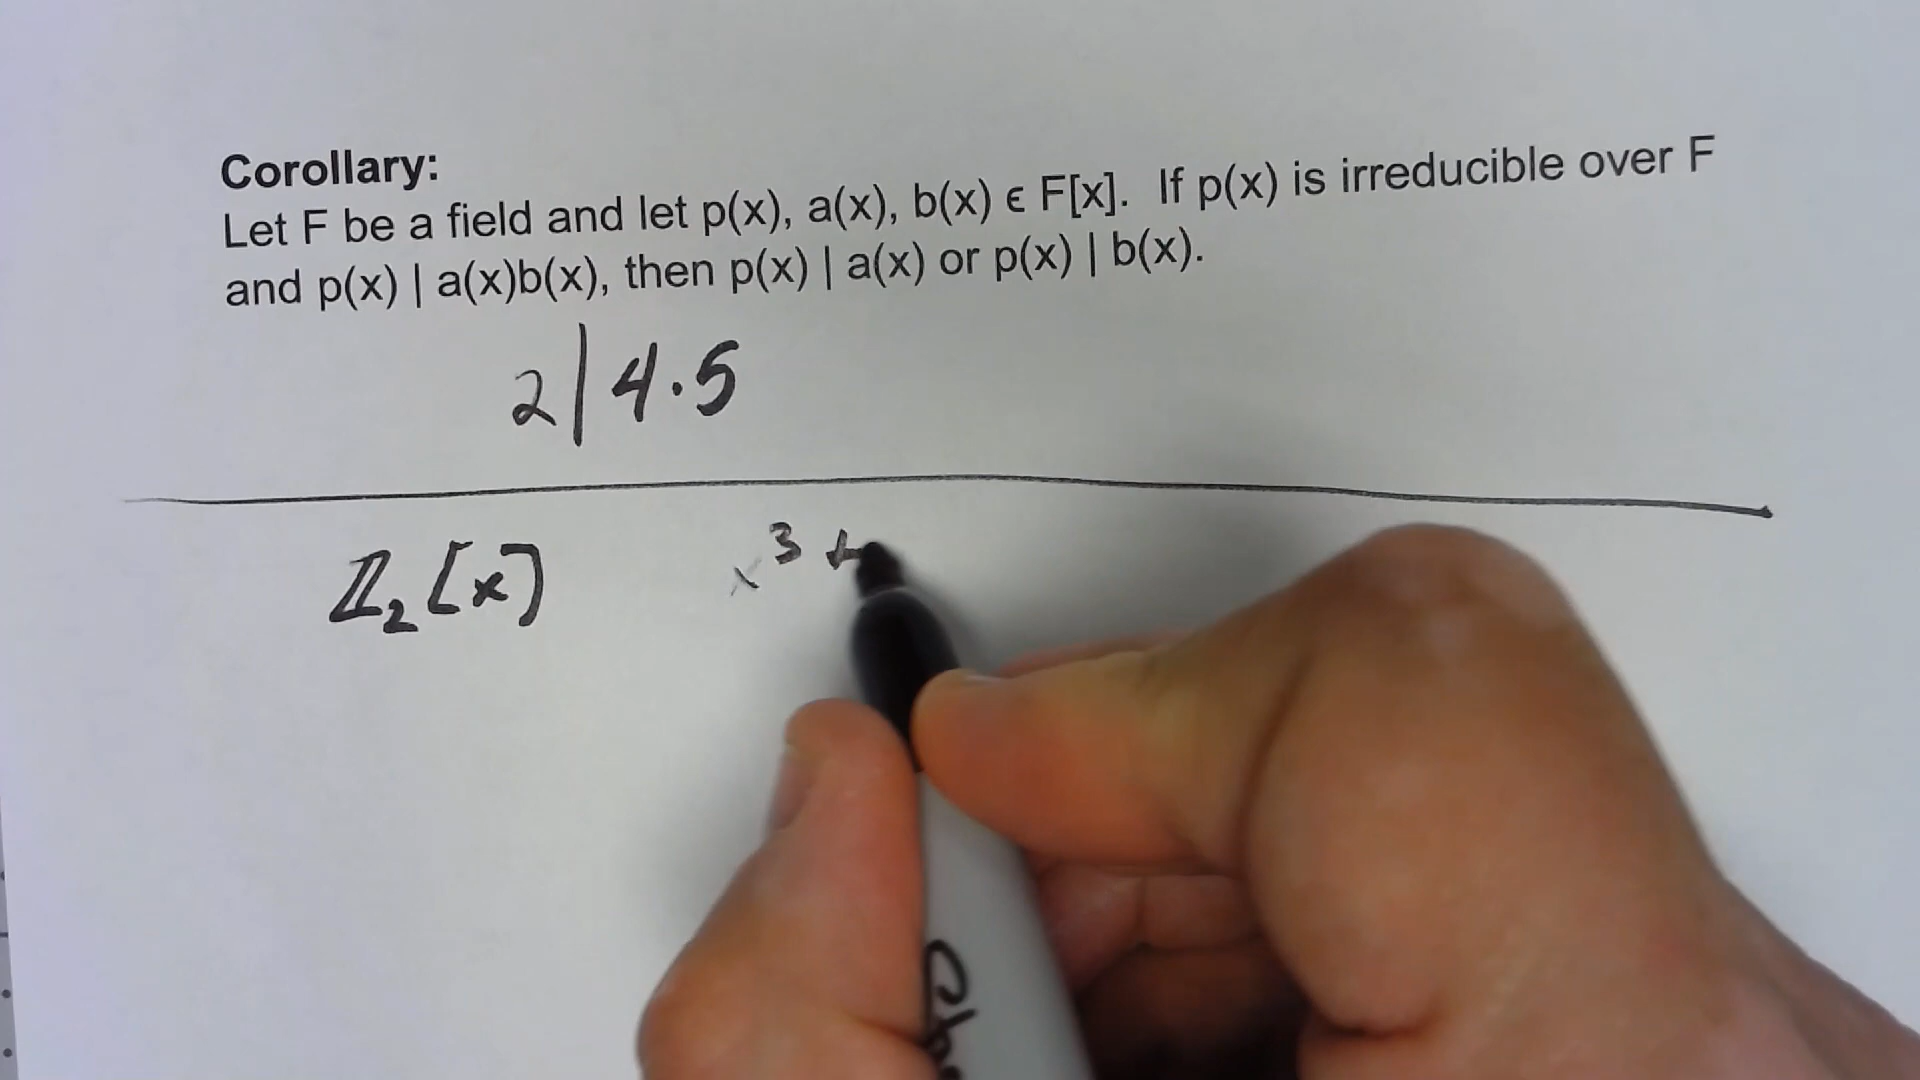 Corollary:
Let F be a field and let p(x), a(x), b(x) ϵ F[x]. If p(x) is irreducible over F
and p(x) | a(x)b(x), then p(x) | a(x) or p(x) | b(x).
2|4·5
ℤ₂[x] x³ +